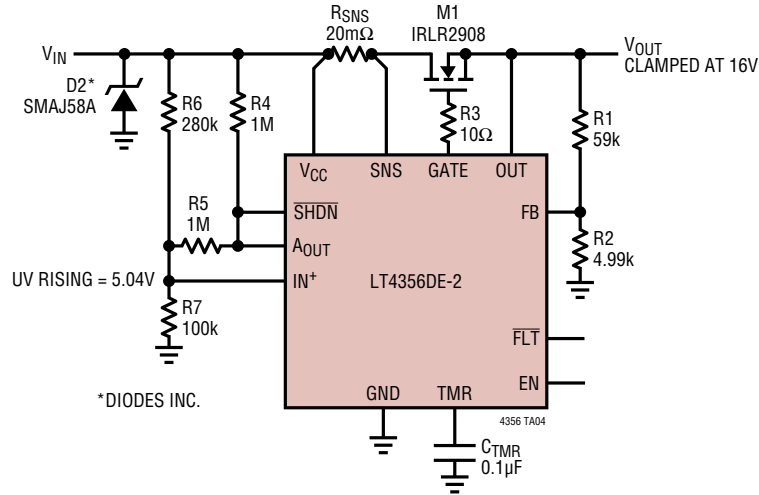 RSNS
20mΩ
M1
IRLR2908
VIN
VOUT
CLAMPED AT 16V
D2*
SMAJ58A
R6
280k
R4
1M
R3
10Ω
R1
59k
VCC
SNS
GATE
OUT
R5
1M
SHDN
FB
AOUT
R2
4.99k
UV RISING = 5.04V
IN+
LT4356DE-2
R7
100k
FLT
EN
*DIODES INC.
GND
TMR
4356 TA04
CTMR
0.1µF